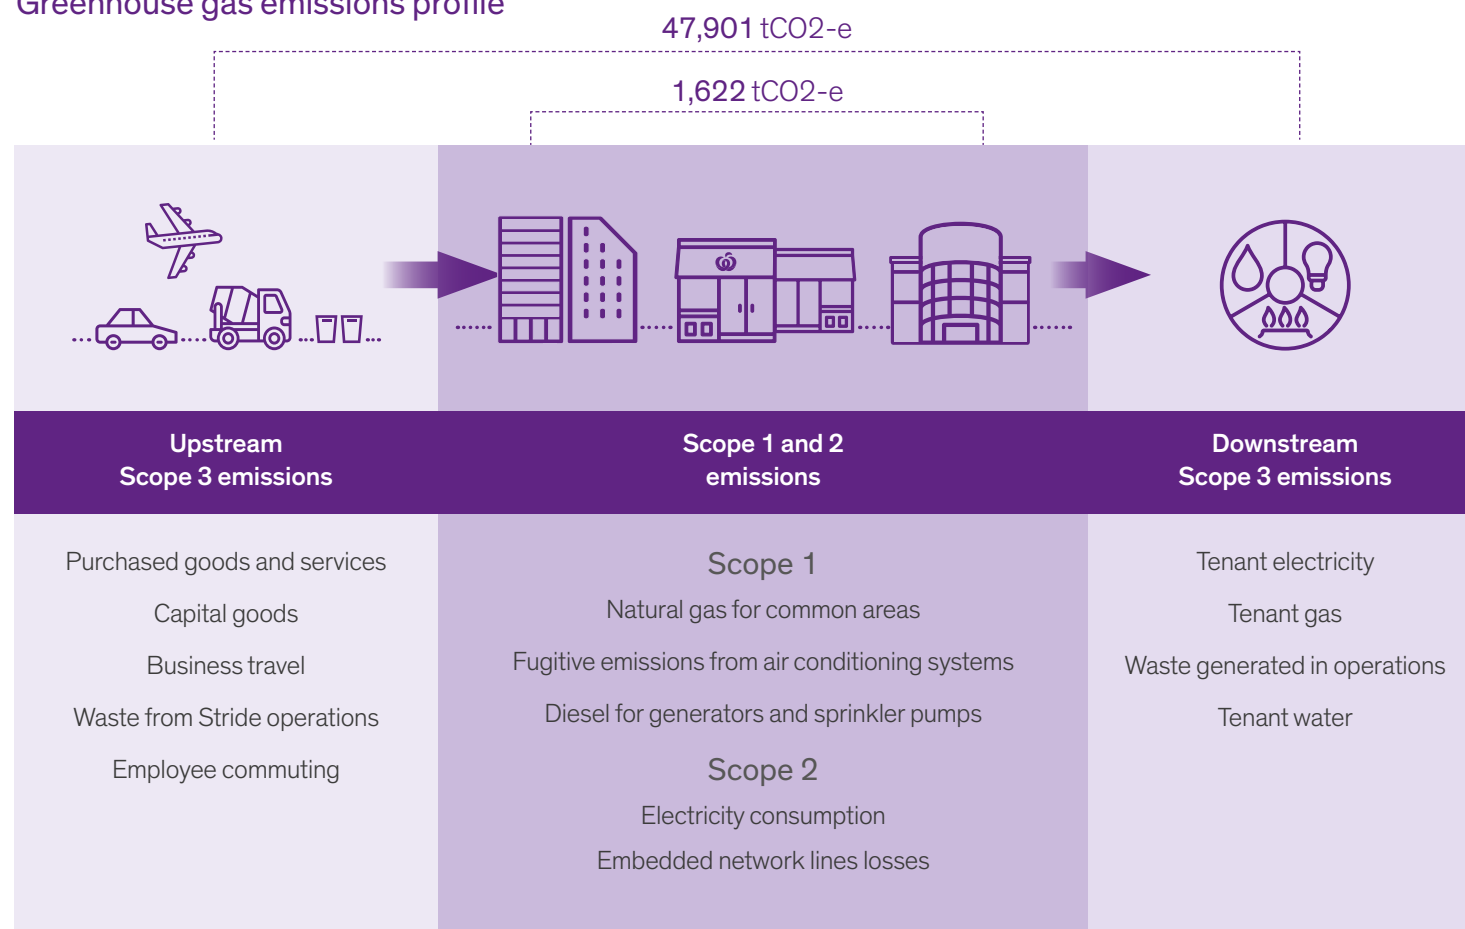 Greenhouse gas emissions profile
47,901 tCO2-e
1,622 tCO2-e
Upstream
Scope 3 emissions
Scope 1 and 2
emissions
Downstream
Scope 3 emissions
Purchased goods and services
Capital goods
Business travel
Waste from Stride operations
Employee commuting
Scope 1
Natural gas for common areas
Fugitive emissions from air conditioning systems
Diesel for generators and sprinkler pumps
Scope 2
Electricity consumption
Embedded network lines losses
Tenant electricity
Tenant gas
Waste generated in operations
Tenant water